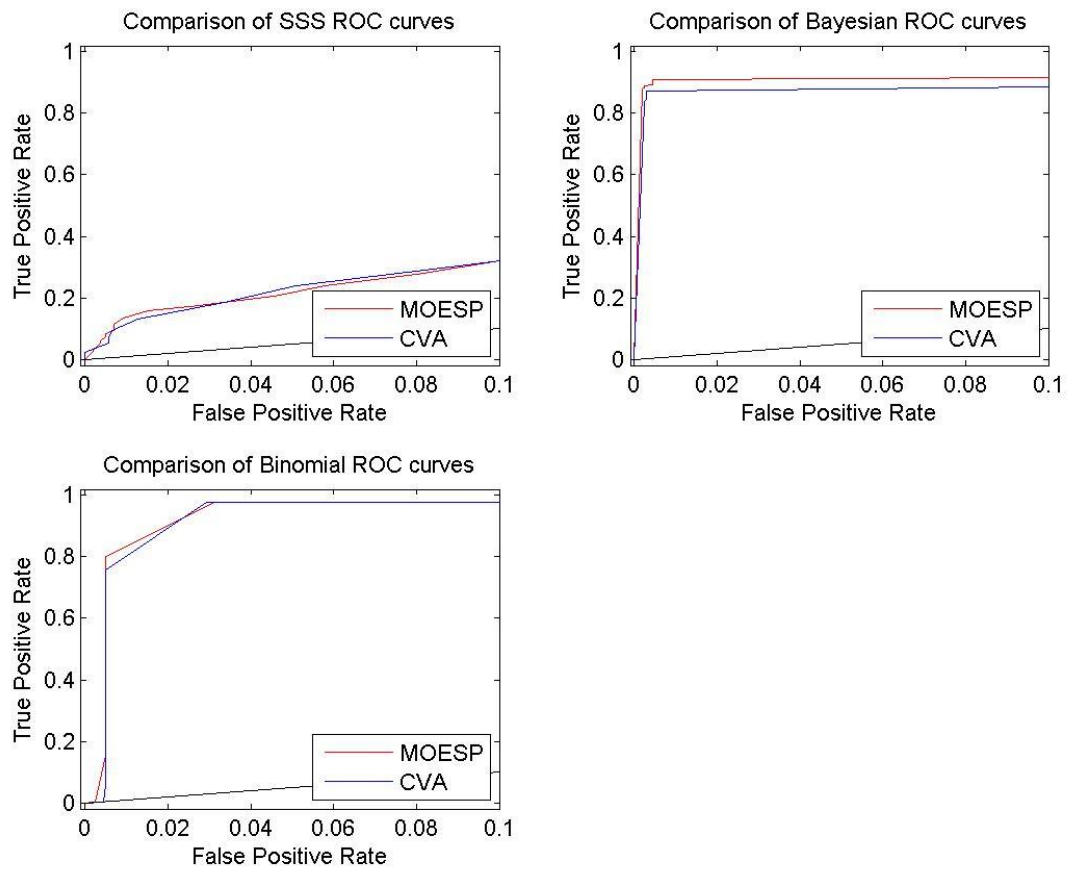 Comparison of SSS ROC curves
1
0.8
0.6
0.4
0.2
0
True Positive Rate
MOESP
CVA
0
0.02
0.04
0.06
0.08
0.1
False Positive Rate
Comparison of Bayesian ROC curves
1
0.8
0.6
0.4
0.2
0
True Positive Rate
MOESP
CVA
0
0.02
0.04
0.06
0.08
0.1
False Positive Rate
Comparison of Binomial ROC curves
1
0.8
0.6
0.4
0.2
0
True Positive Rate
MOESP
CVA
0
0.02
0.04
0.06
0.08
0.1
False Positive Rate